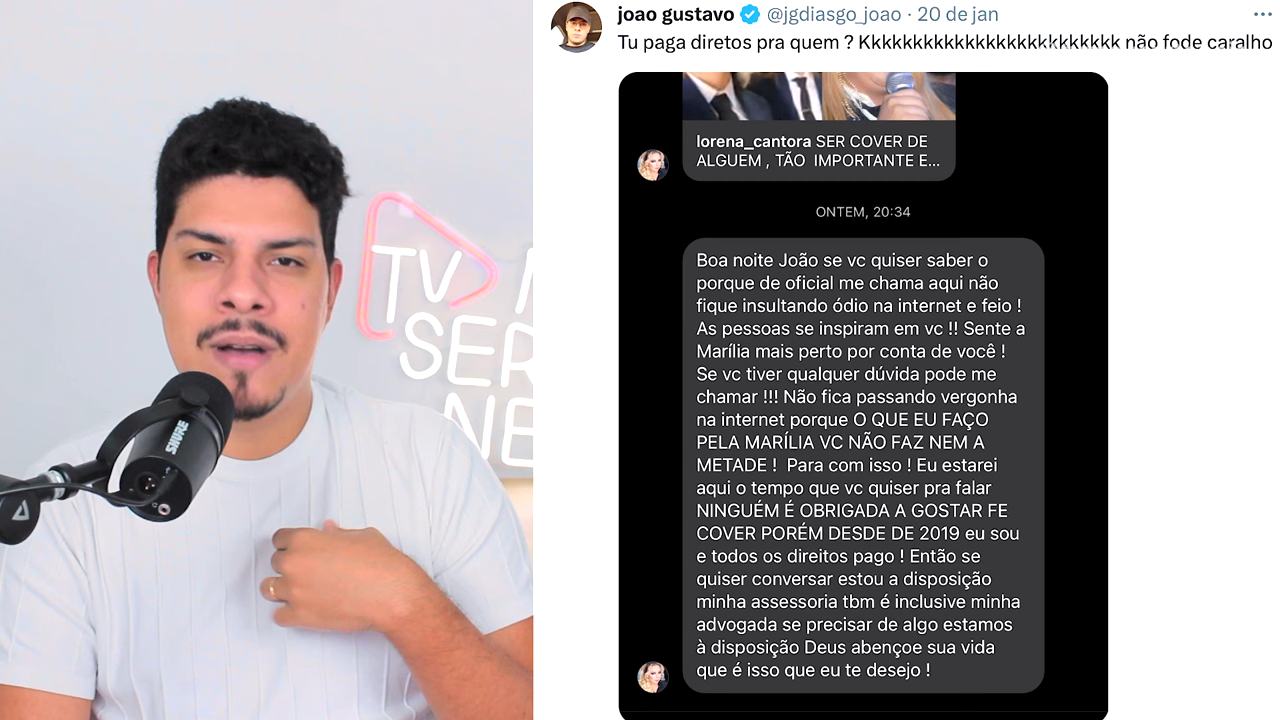 joao gustavo @jgdiasgo_joao · 20 de jan
Tu paga diretos pra quem ? Kkkkkkkkkkkkkkkkkkkkkkkkk não fode caralho
lorena_cantora SER COVER DE
ALGUEM , TÃO IMPORTANTE E...
ONTEM, 20:34
Boa noite João se vc quiser saber o
porque de oficial me chama aqui não
fique insultando ódio na internet e feio !
As pessoas se inspiram em vc !! Sente a
Marília mais perto por conta de você !
Se vc tiver qualquer dúvida pode me
chamar !!! Não fica passando vergonha
na internet porque O QUE EU FAÇO
PELA MARÍLIA VC NÃO FAZ NEM A
METADE ! Para com isso ! Eu estarei
aqui o tempo que vc quiser pra falar
NINGUÉM É OBRIGADA A GOSTAR FE
COVER PORÉM DESDE DE 2019 eu sou
e todos os direitos pago ! Então se
quiser conversar estou a disposição
minha assessoria tbm é inclusive minha
advogada se precisar de algo estamos
à disposição Deus abençoe sua vida
que é isso que eu te desejo !
TV
SER
NE
SHURE